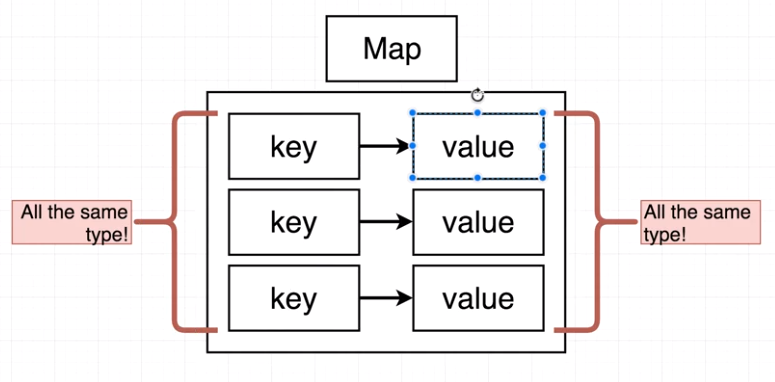 Map
key
value
key
value
key
value
All the same
type!
All the same
type!